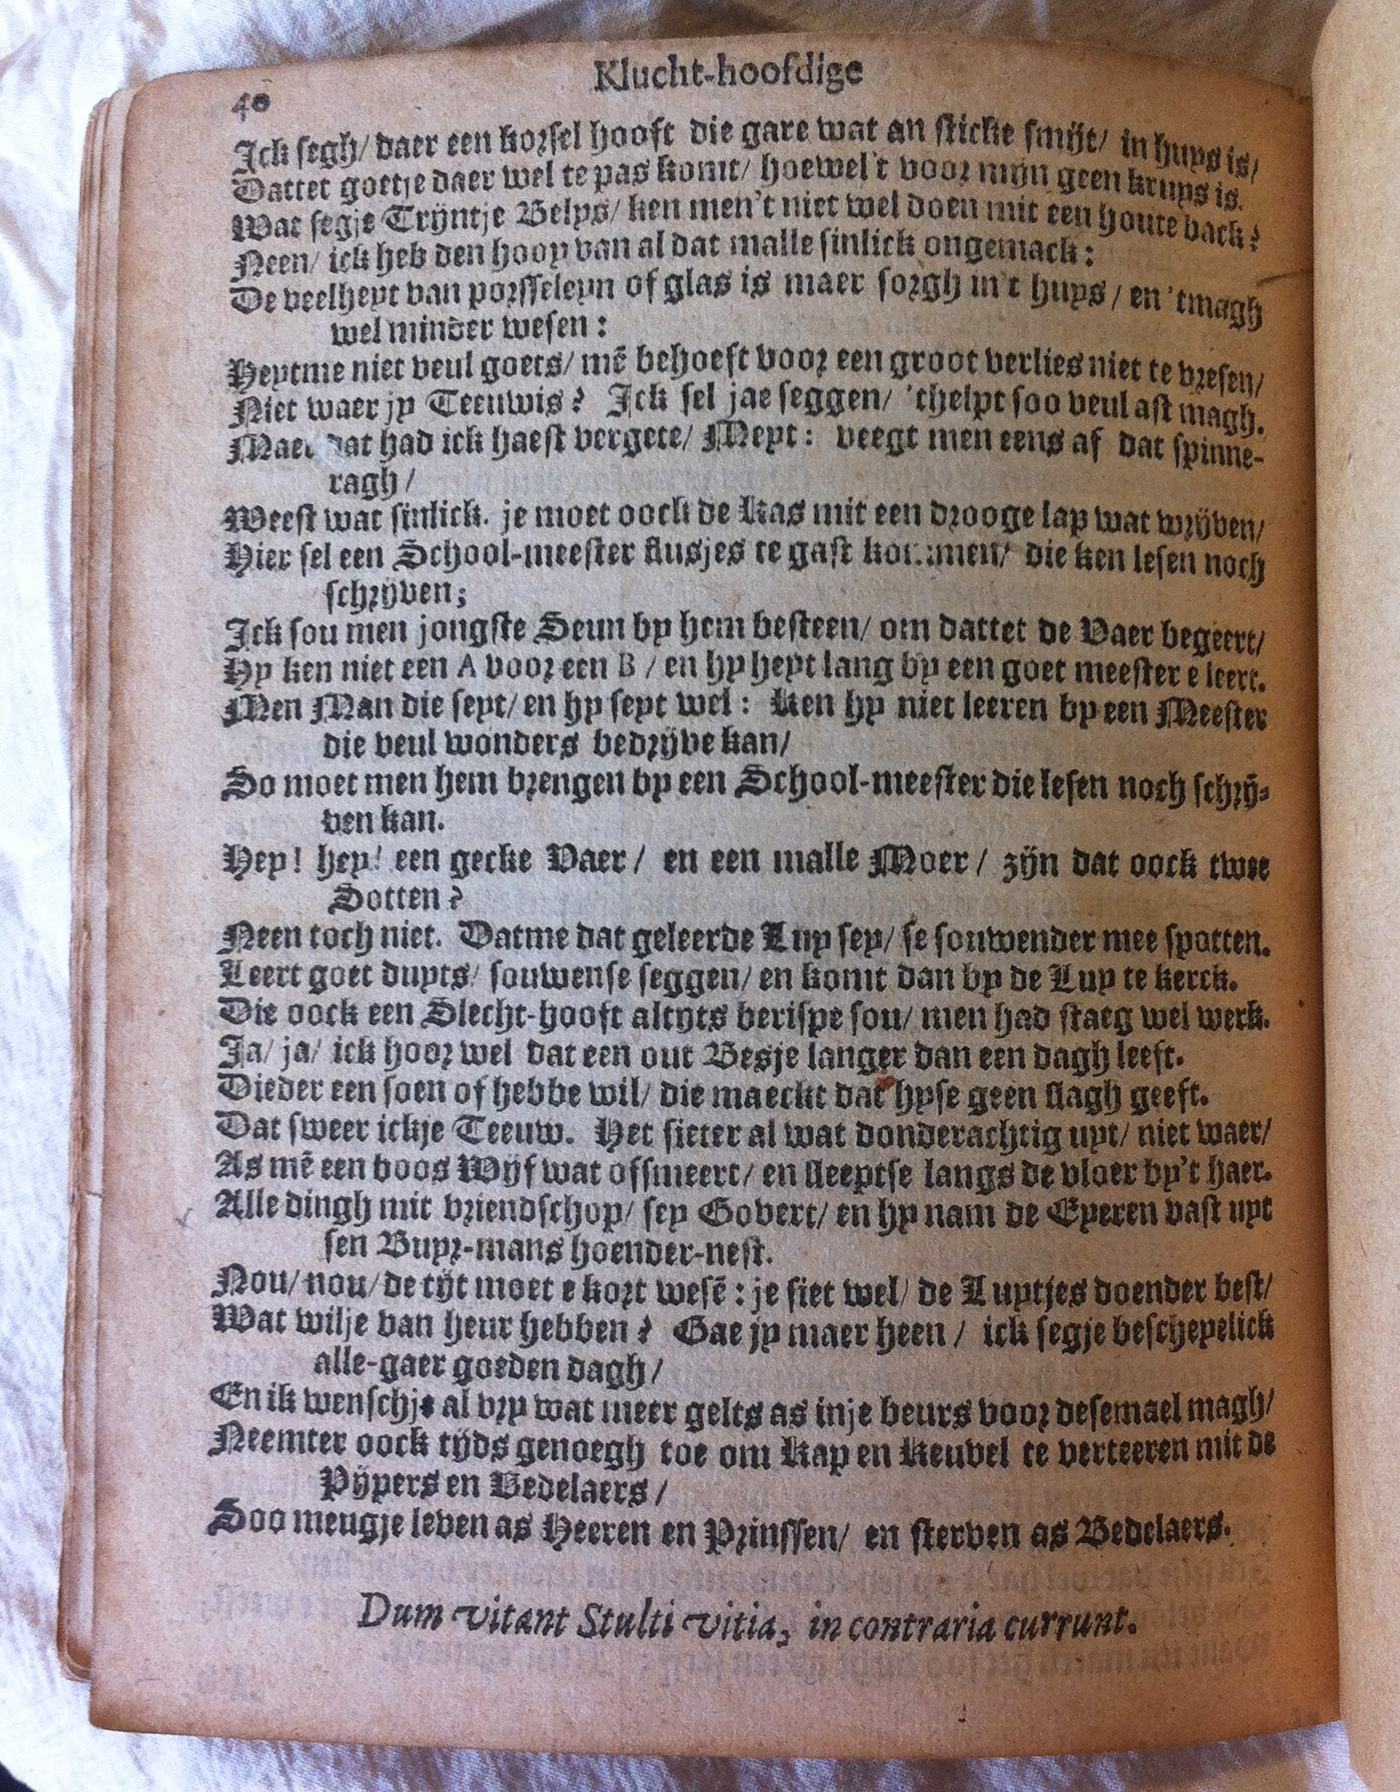 Klucht-hoofdige
40
Ick segh/ daer een korsel hooft die gare wat an sticke smijt/ in huys is/
Dattet goetje daer wel te pas komt/ hoewel't voor mijn geen kruys is.
Wat segje Trijntje Belys/ ken men't niet wel doen mit een houte back?
Neen/ ick heb den hoop van al dat malle sinlick ongemack:
De veelheyt van porsseleyn of glas is maer sorgh in't huys/ en 'tmagh
wel minder wesen:
Heytme niet veul goets/ mē behoeft voor een groot verlies niet te vresen/
Niet waer jy Teeuwis? Ick sel jae seggen/ 'thelpt soo veul ast magh.
Maer dat had ick haest vergete/ Meyt: veegt men eens af dat spinne-
ragh/
Weest wat sinlick. je moet oock de Kas mit een drooge lap wat wrijven/
Hier sel een School-meester flusjes te gast kommen/ die ken lesen noch
schrijven;
Ick sou men jongste Seun by hem besteen/ om dattet de Vaer begeert/
Hy ken niet een A voor een B/ en hy heyt lang by een goet meester e leert.
Men Man die seyt/ en hy seyt wel: Ken hy niet leeren by een Meester
die veul wonders bedrijve kan/
So moet men hem brengen by een School-meester die lesen noch schrij-
ven kan.
Hey! hey! een gecke Vaer/ en een malle Moer/ zijn dat oock twee
Sotten?
Neen toch niet. Datme dat geleerde Luy sey/ se souwender mee spotten.
Leert goet duyts/ souwense seggen/ en komt dan by de Luy te kerck.
Die oock een Slecht-hooft altyts berispe sou/ men had staeg wel werk.
Ja/ ja/ ick hoor wel dat een out Besje langer dan een dagh leeft.
Dieder een soen of hebbe wil/ die maeckt dat hyse geen slagh geeft.
Dat sweer ickje Teeuw. Het sieter al wat donderachtig uyt/ niet waer/
As mē een boos Wijf wat ofsmeert/ en sleeptse langs de vloer by't haer.
Alle dingh mit vriendschop/ sey Govert/ en hy nam de Eyeren vast uyt
sen Buyr-mans hoender-nest.
Nou/ nou/ de tijt moet e kort wesē: je siet wel/ de Luytjes doender best/
Wat wilje van heur hebben? Gae jy maer heen/ ick segje beschepelick
alle-gaer goeden dagh/
En ik wenschje al vry wat meer gelts as inje beurs voor desemael magh/
Neemter oock tijds genoegh toe om Kap en Keuvel te verteeren mit de
Pijpers en Bedelaers/
Soo meugje leven as Heeren en Prinssen/ en sterven as Bedelaers.
Dum vitant Stulti vitia, in contraria currunt.